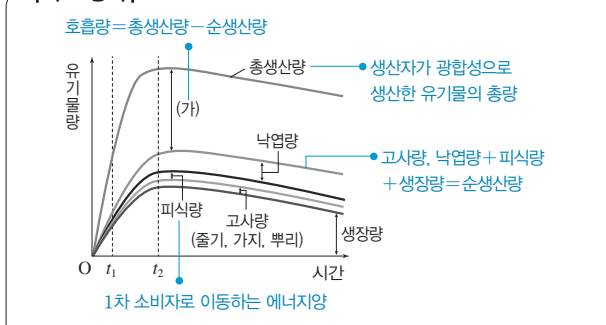 호흡량=총생산량-순생산량
유기물량
총생산량
생산자가 광합성으로
생산한 유기물의 총량
(가)
낙엽량
고사량, 낙엽량+피식량
+생장량=순생산량
피식량
고사량
(줄기, 가지, 뿌리)
생장량
O t₁ t₂ 시간
1차 소비자로 이동하는 에너지양